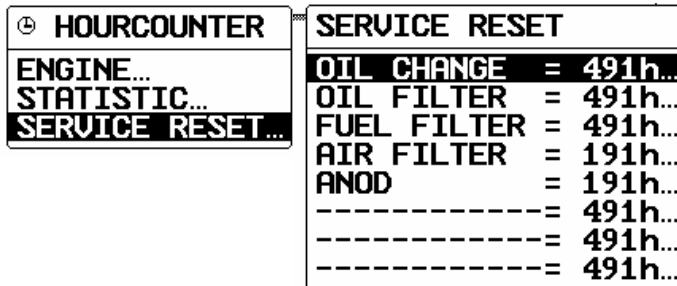 HOURCOUNTER
ENGINE...
STATISTIC...
SERVICE RESET...
SERVICE RESET
OIL CHANGE = 491h...
OIL FILTER = 491h...
FUEL FILTER = 491h...
AIR FILTER = 191h...
ANOD = 191h...
-------------= 491h...
-------------= 491h...
-------------= 491h...